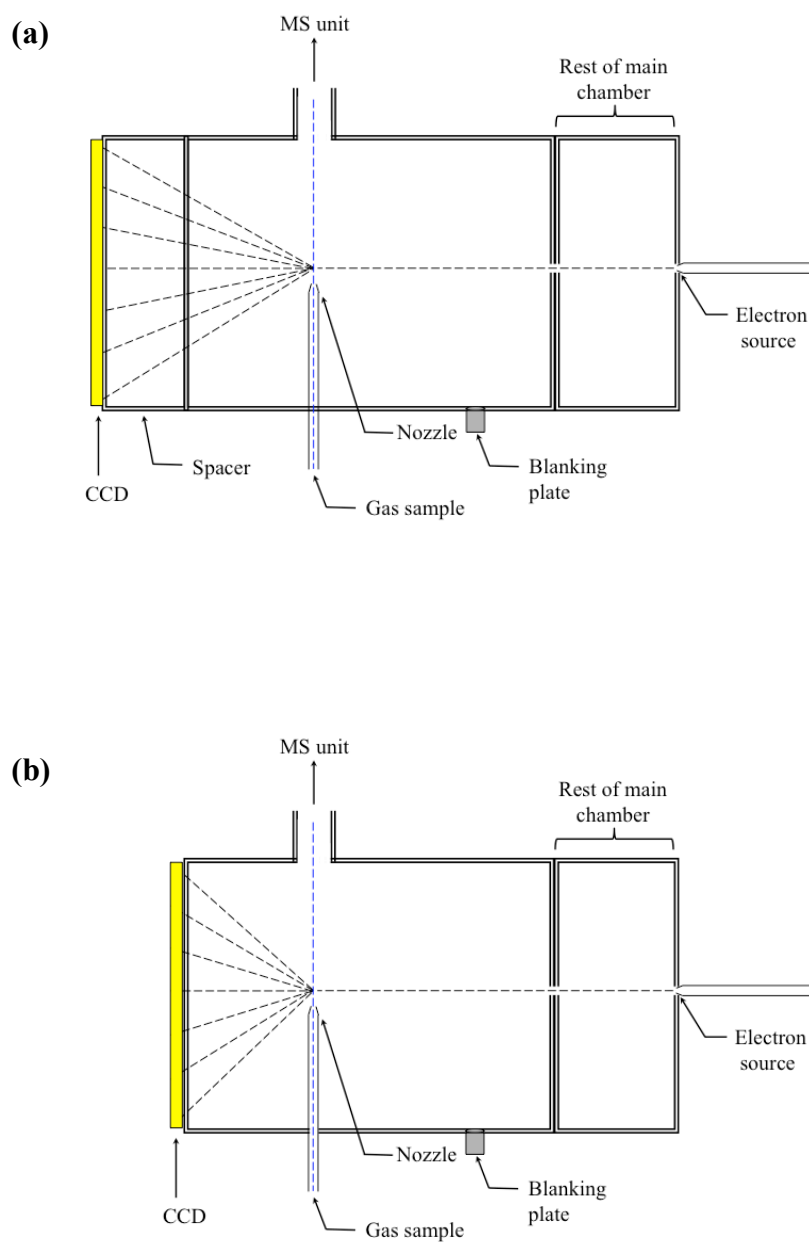 (a)
MS unit
Rest of main
chamber
Electron
source
Nozzle
Spacer
Blanking
plate
CCD
Gas sample
(b)
MS unit
Rest of main
chamber
Electron
source
Nozzle
Blanking
plate
CCD
Gas sample